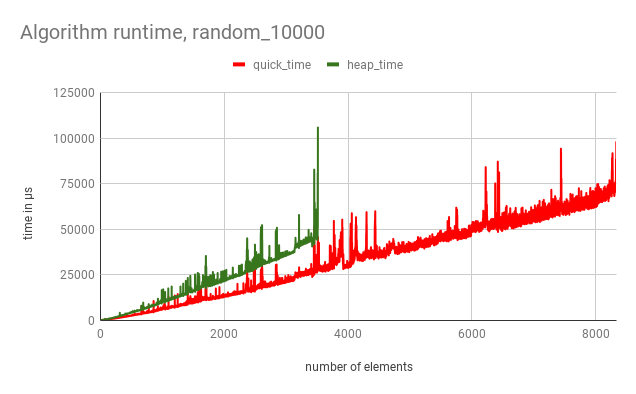 Algorithm runtime, random_10000
quick_time heap_time
125000
100000
75000
50000
25000
0
time in µs
0 2000 4000 6000 8000
number of elements